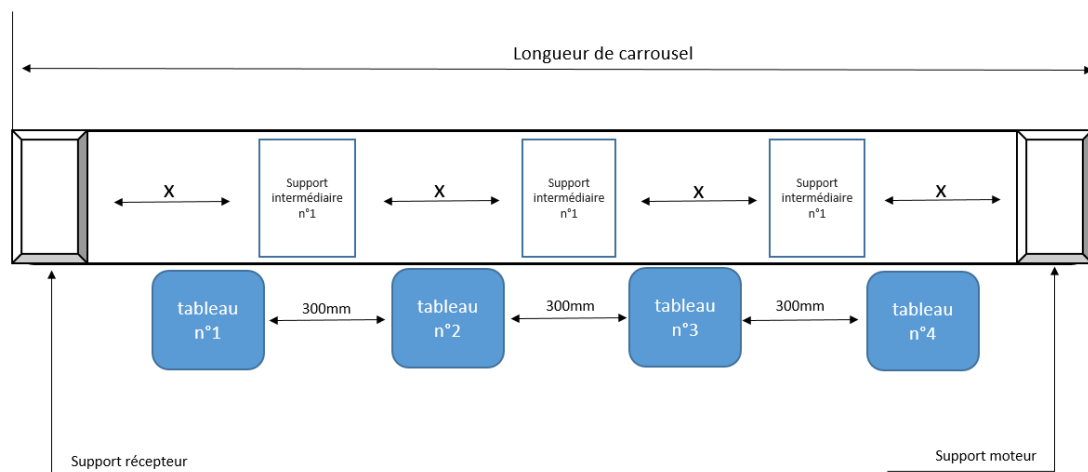 Longueur de carrousel
X
Support
intermédiaire
n°1
X
Support
intermédiaire
n°1
X
Support
intermédiaire
n°1
X
tableau
n°1
300mm
tableau
n°2
300mm
tableau
n°3
300mm
tableau
n°4
Support récepteur
Support moteur